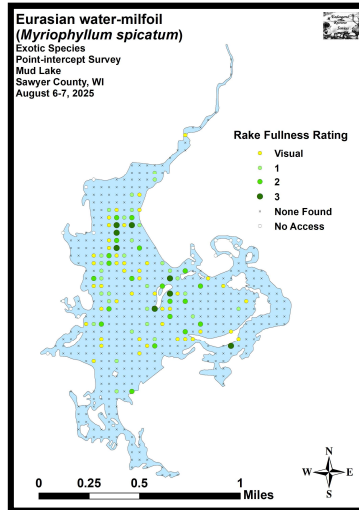 Eurasian water-milfoil
(Myriophyllum spicatum)
Exotic Species
Point-intercept Survey
Mud Lake
Sawyer County, WI
August 6-7, 2025
Rake Fullness Rating
Visual
1
2
3
None Found
No Access
N
W E
S
0 0.25 0.5 1
Miles